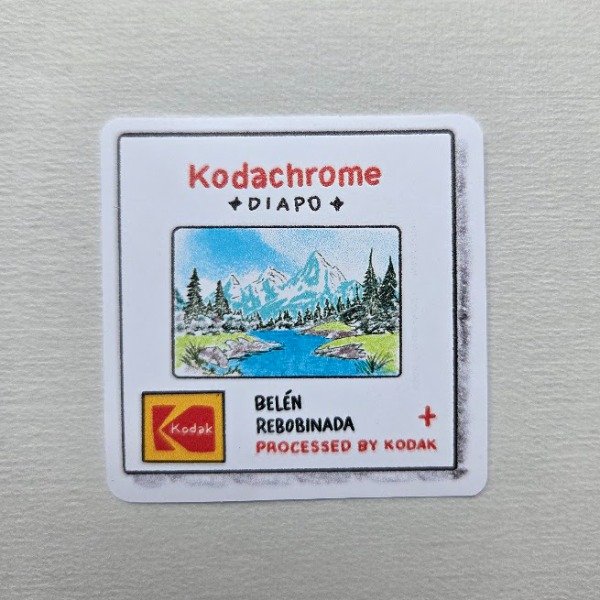 Kodachrome
✦DIAPO✦
Kodak
BELÉN
REBOBINADA
+
PROCESSED BY KODAK